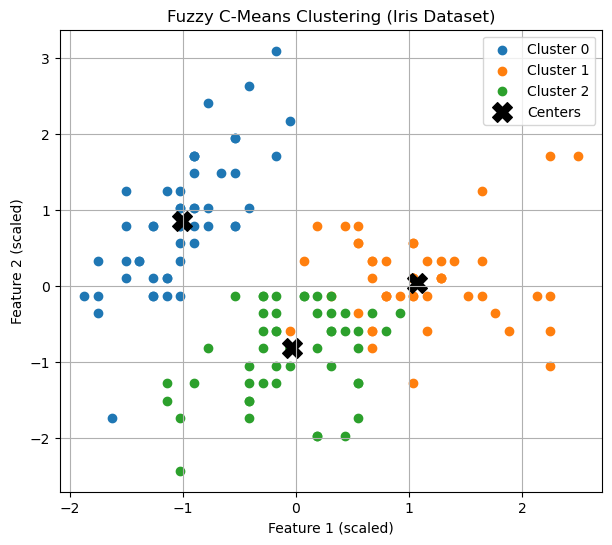 Fuzzy C-Means Clustering (Iris Dataset)
Cluster 0
Cluster 1
Cluster 2
Centers
Feature 2 (scaled)
3
2
1
0
−1
−2
−2
−1
0
1
2
Feature 1 (scaled)